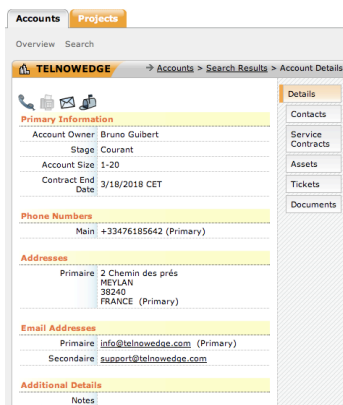 Accounts Projects
Overview Search
TELNOWEDGE → Accounts > Search Results > Account Details
Details
Contacts
Service
Contracts
Assets
Tickets
Documents
Primary Information
Account Owner Bruno Guibert
Stage Courant
Account Size 1-20
Contract End
Date 3/18/2018 CET
Phone Numbers
Main +33476185642 (Primary)
Addresses
Primaire 2 Chemin des prés
MEYLAN
38240
FRANCE (Primary)
Email Addresses
Primaire info@telnowedge.com (Primary)
Secondaire support@telnowedge.com
Additional Details
Notes